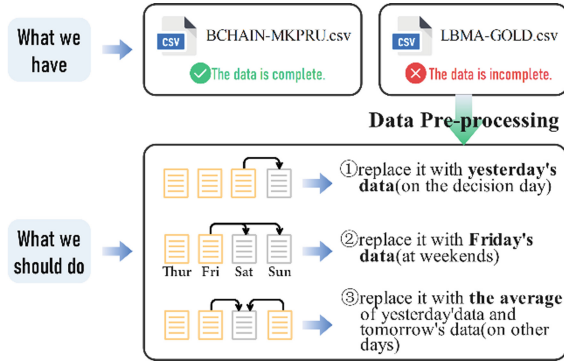 What we
have
CSV
BCHAIN-MKPRU.csv
The data is complete.
CSV
LBMA-GOLD.csv
The data is incomplete.
Data Pre-processing
What we
should do
①replace it with yesterday's
data(on the decision day)
Thur Fri Sat Sun
②replace it with Friday's
data(at weekends)
③replace it with the average
of yesterday'data and
tomorrow's data(on other
days)